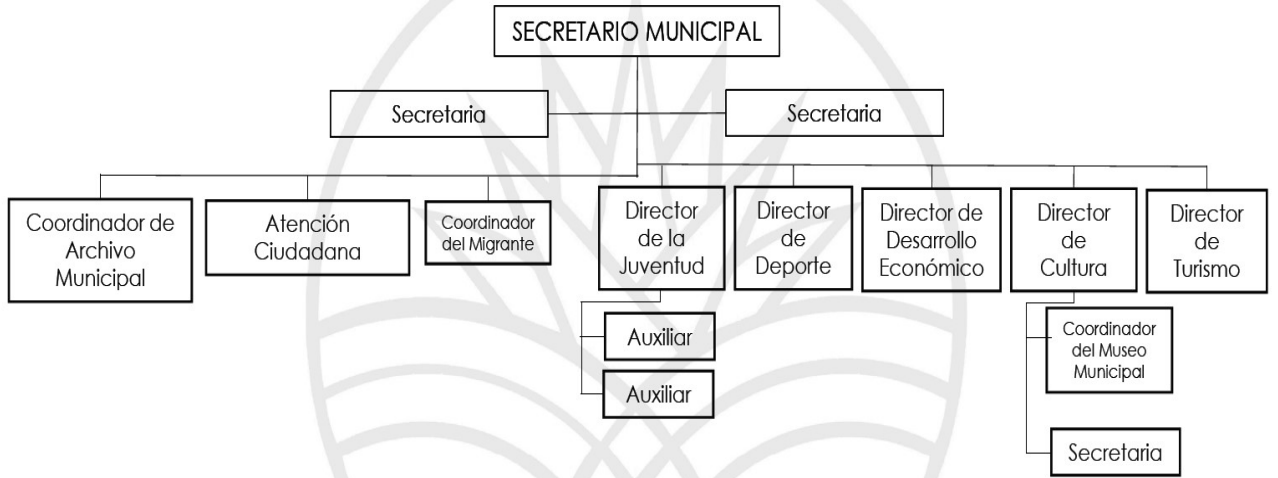 SECRETARIO MUNICIPAL
Secretaria
Secretaria
Coordinador de
Archivo
Municipal
Atención
Ciudadana
Coordinador
del Migrante
Director
de la
Juventud
Director
de
Deporte
Director de
Desarrollo
Económico
Director
de
Cultura
Director
de
Turismo
Auxiliar
Auxiliar
Coordinador
del Museo
Municipal
Secretaria